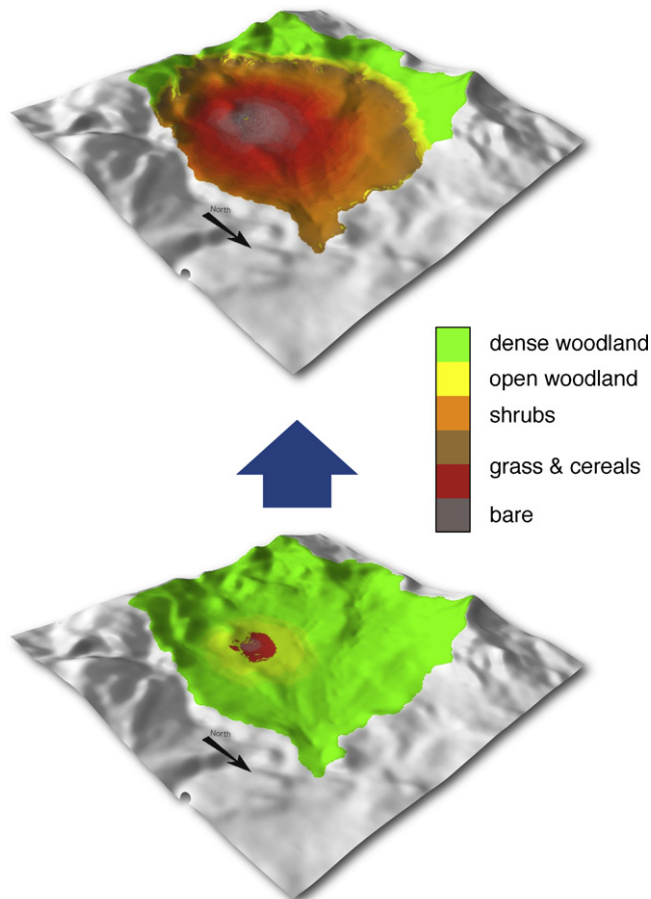 North
dense woodland
open woodland
shrubs
grass & cereals
bare
North